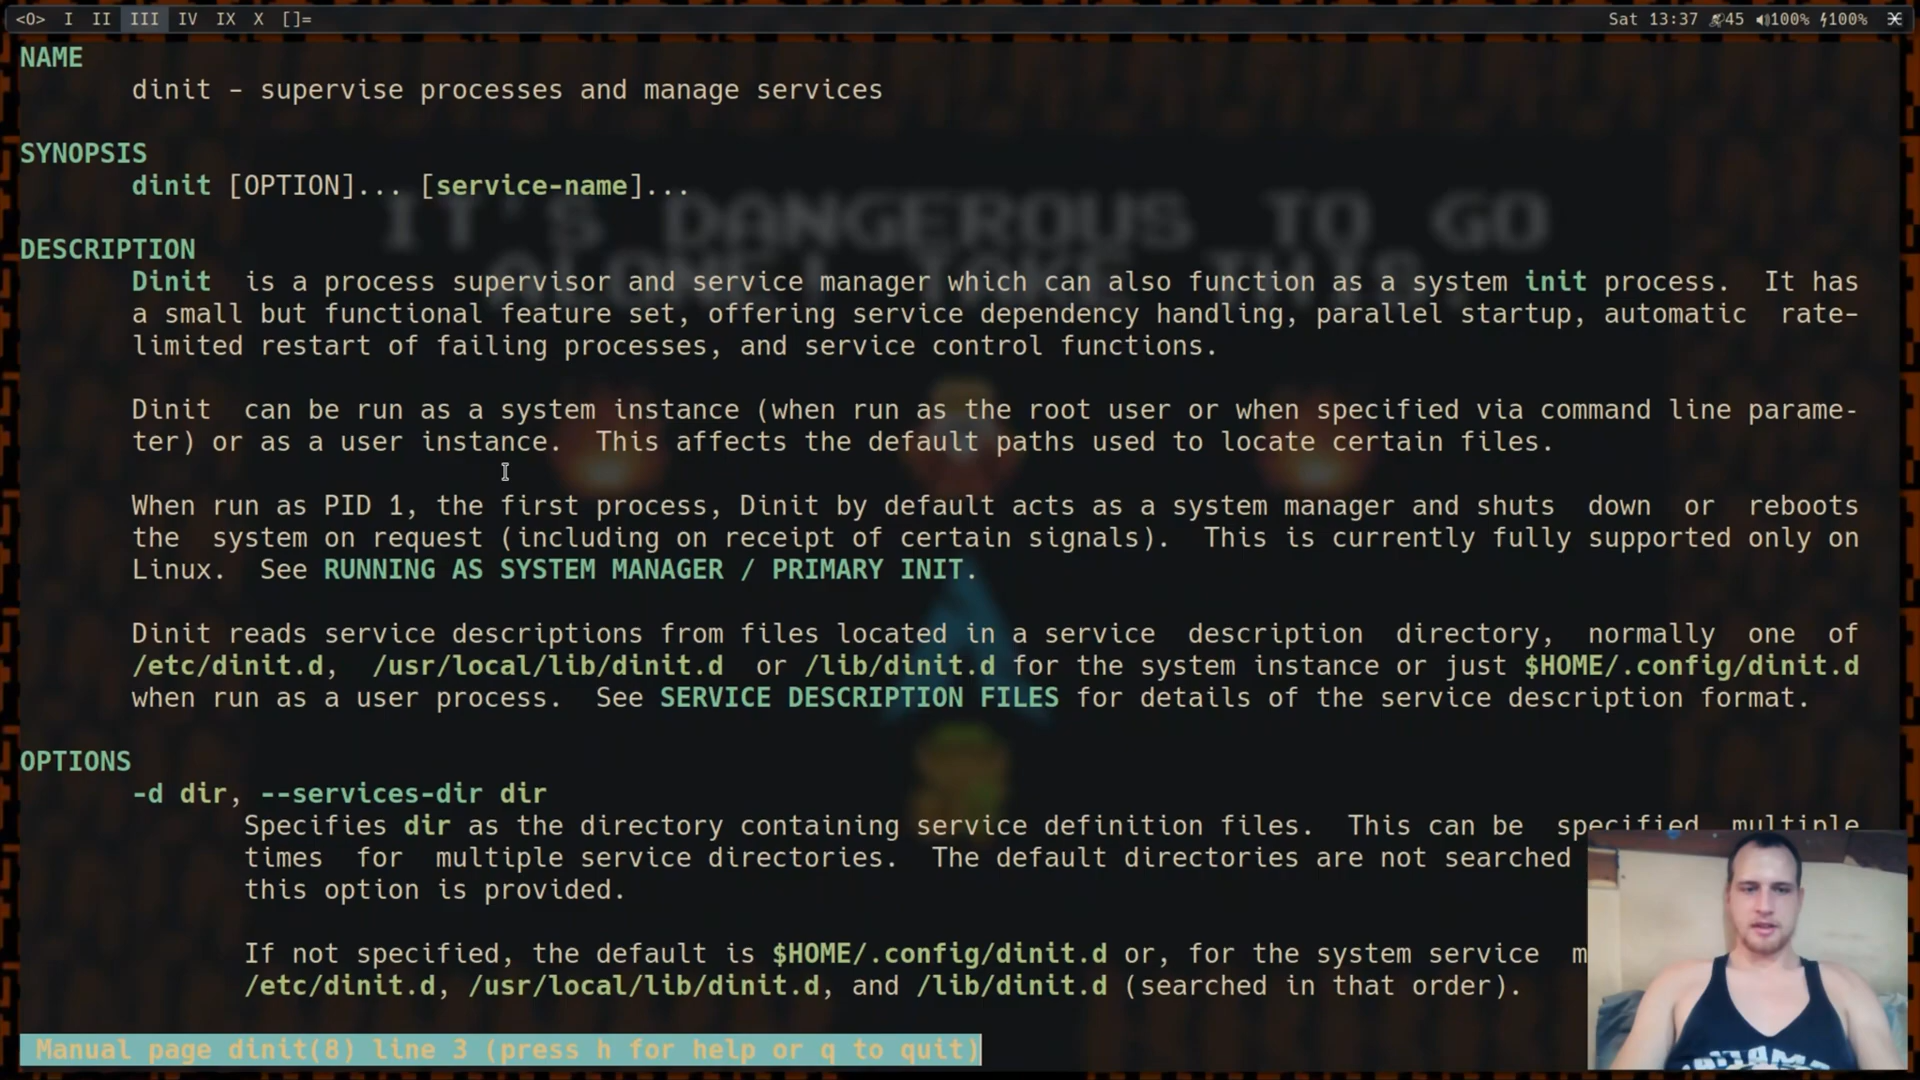 <O> I II III IV IX X []= Sat 13:37 45 100% 100%
NAME
dinit - supervise processes and manage services
SYNOPSIS
dinit [OPTION]... [service-name]...
IT'S DANGEROUS TO GO
ALONE! TAKE THIS.
DESCRIPTION
Dinit is a process supervisor and service manager which can also function as a system init process. It has
a small but functional feature set, offering service dependency handling, parallel startup, automatic rate-
limited restart of failing processes, and service control functions.
Dinit can be run as a system instance (when run as the root user or when specified via command line parame-
ter) or as a user instance. This affects the default paths used to locate certain files.
When run as PID 1, the first process, Dinit by default acts as a system manager and shuts down or reboots
the system on request (including on receipt of certain signals). This is currently fully supported only on
Linux. See RUNNING AS SYSTEM MANAGER / PRIMARY INIT.
Dinit reads service descriptions from files located in a service description directory, normally one of
/etc/dinit.d, /usr/local/lib/dinit.d or /lib/dinit.d for the system instance or just $HOME/.config/dinit.d
when run as a user process. See SERVICE DESCRIPTION FILES for details of the service description format.
OPTIONS
-d dir, --services-dir dir
Specifies dir as the directory containing service definition files. This can be specified multiple
times for multiple service directories. The default directories are not searched
this option is provided.
If not specified, the default is $HOME/.config/dinit.d or, for the system service m
/etc/dinit.d, /usr/local/lib/dinit.d, and /lib/dinit.d (searched in that order).
Manual page dinit(8) line 3 (press h for help or q to quit)